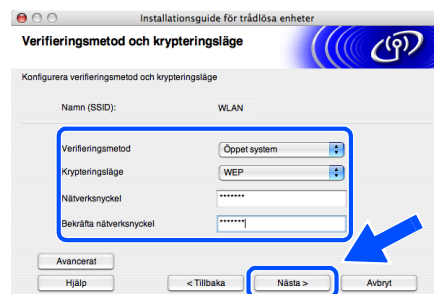 Installationsguide för trådlösa enheter
Verifieringsmetod och krypteringsläge
Konfigurera verifieringsmetod och krypteringsläge
Namn (SSID): WLAN
Verifieringsmetod Öppet system
Krypteringsläge WEP
Nätverksnyckel *******
Bekräfta nätverksnyckel *******
Avancerat
Hjälp < Tillbaka Nästa > Avbryt